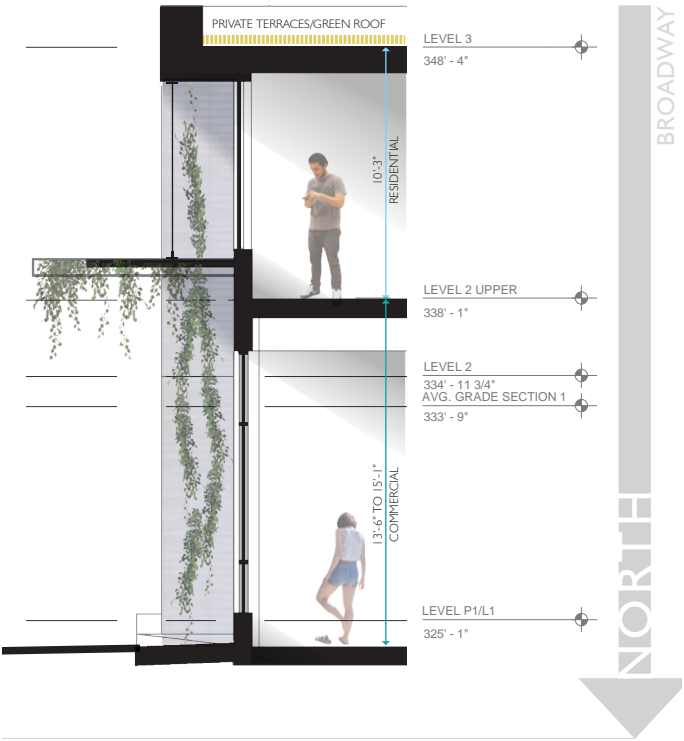 PRIVATE TERRACES/GREEN ROOF
LEVEL 3
348' - 4"
BROADWAY
10'-3"
RESIDENTIAL
LEVEL 2 UPPER
338' - 1"
LEVEL 2
334' - 11 3/4"
AVG. GRADE SECTION 1
333' - 9"
13'-6" TO 15'-1"
COMMERCIAL
LEVEL P1/L1
325' - 1"
NORTH